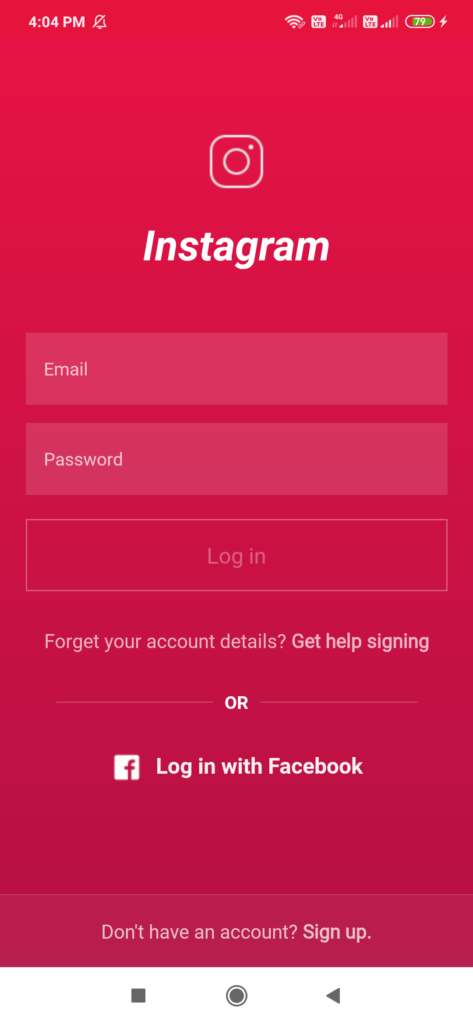 4:04 PM Vo LTE 4G Vo LTE 79
Instagram
Email
Password
Log in
Forget your account details? Get help signing
OR
f Log in with Facebook
Don't have an account? Sign up.